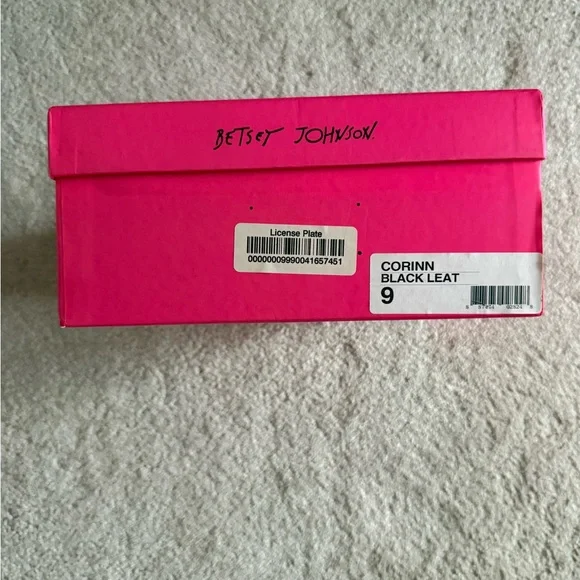 BETSEY JOHNSON.
License Plate
00000009990041657451
CORINN
BLACK LEAT
9